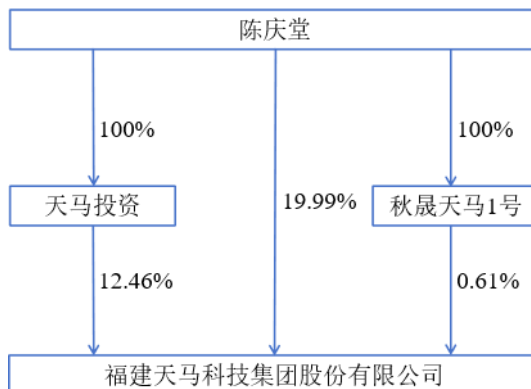 陈庆堂
100%
100%
19.99%
天马投资
秋晟天马1号
12.46%
0.61%
福建天马科技集团股份有限公司